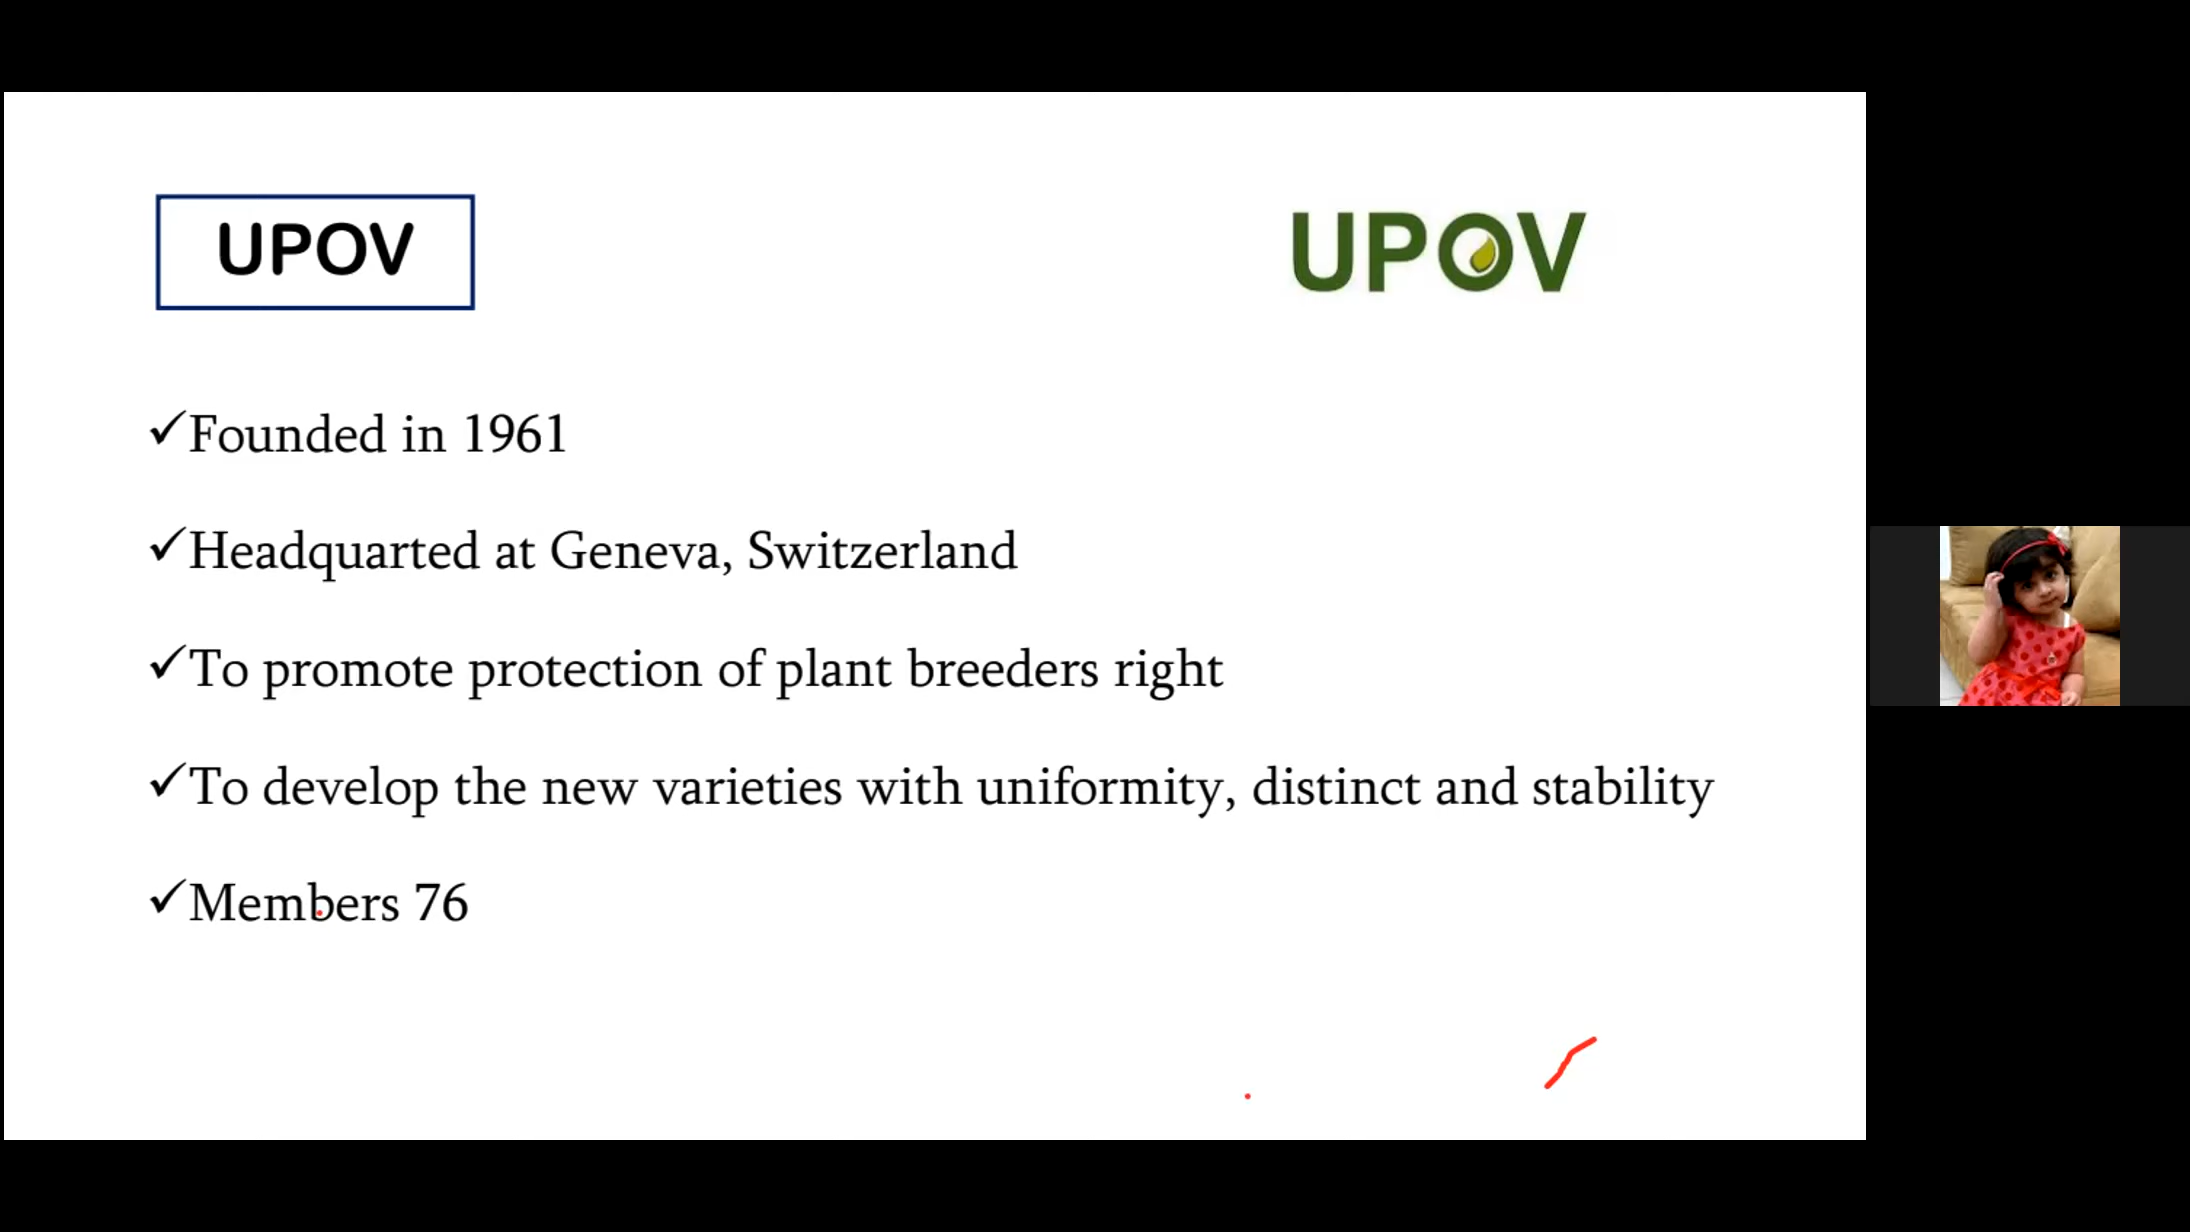 UPOV
UPOV
✓Founded in 1961
✓Headquarted at Geneva, Switzerland
✓To promote protection of plant breeders right
✓To develop the new varieties with uniformity, distinct and stability
✓Members 76